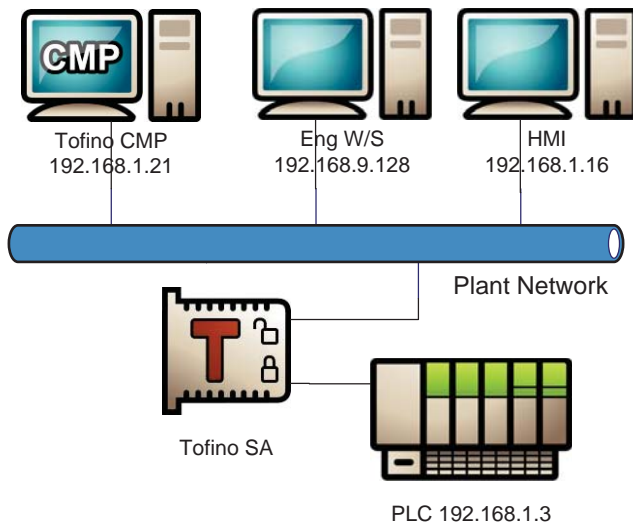 CMP
Tofino CMP
192.168.1.21
Eng W/S
192.168.9.128
HMI
192.168.1.16
Plant Network
T
Tofino SA
PLC 192.168.1.3